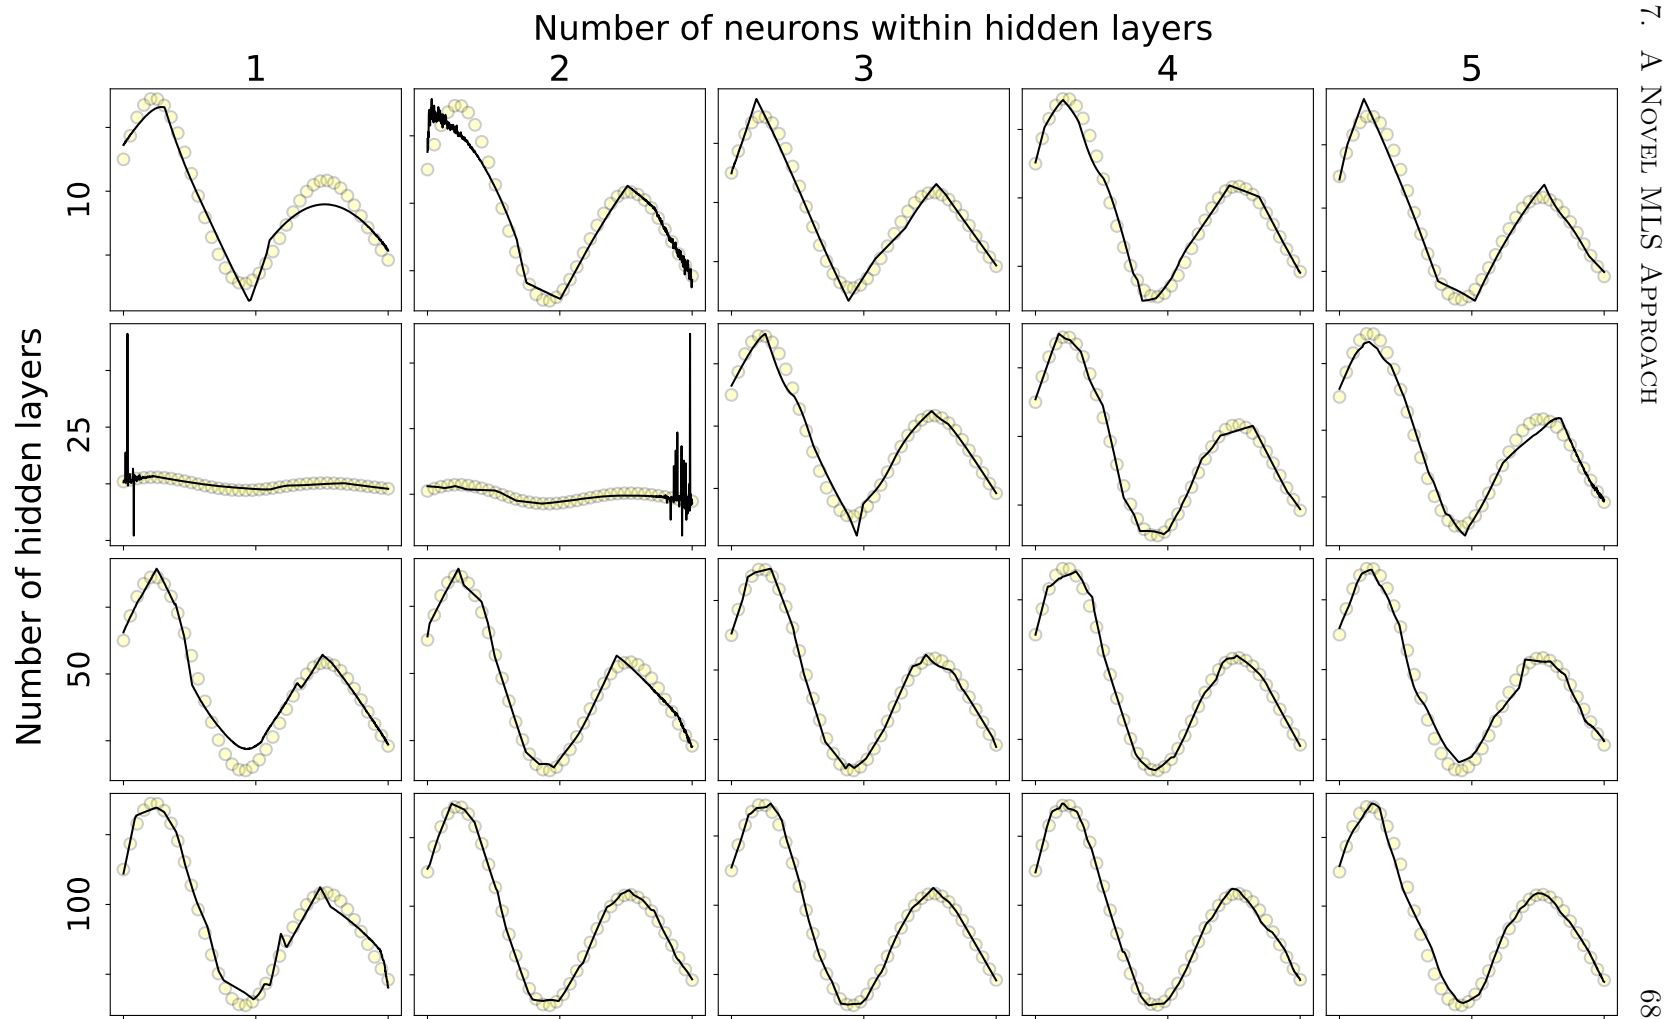 Number of neurons within hidden layers
1 2 3 4 5
Number of hidden layers
10
25
50
100
7. A Novel MLS Approach
68